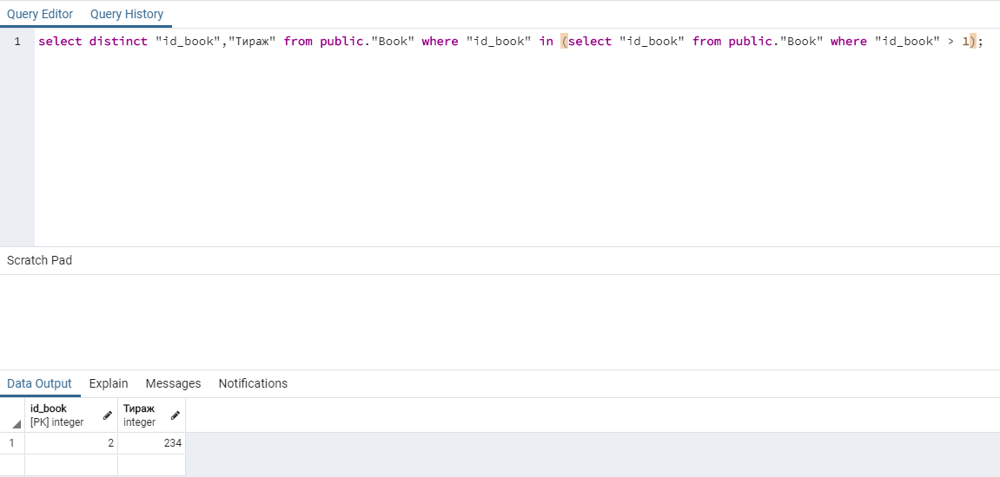 Query Editor Query History
1 select distinct "id_book","Тираж" from public."Book" where "id_book" in (select "id_book" from public."Book" where "id_book" > 1);
Scratch Pad
Data Output Explain Messages Notifications
id_book Тираж
[PK] integer integer
1 2 234